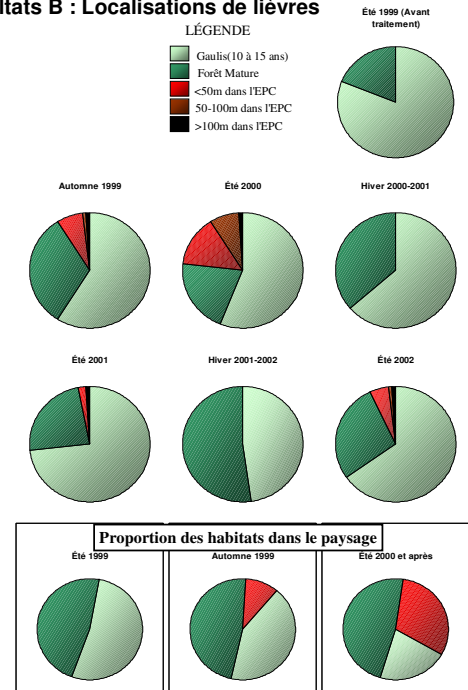 ltats B : Localisations de lièvres
LÉGENDE
Gaulis(10 à 15 ans)
Forêt Mature
<50m dans l'EPC
50-100m dans l'EPC
>100m dans l'EPC
Été 1999 (Avant
traitement)
Automne 1999
Été 2000
Hiver 2000-2001
Été 2001
Hiver 2001-2002
Été 2002
Proportion des habitats dans le paysage
Été 1999
Automne 1999
Été 2000 et après